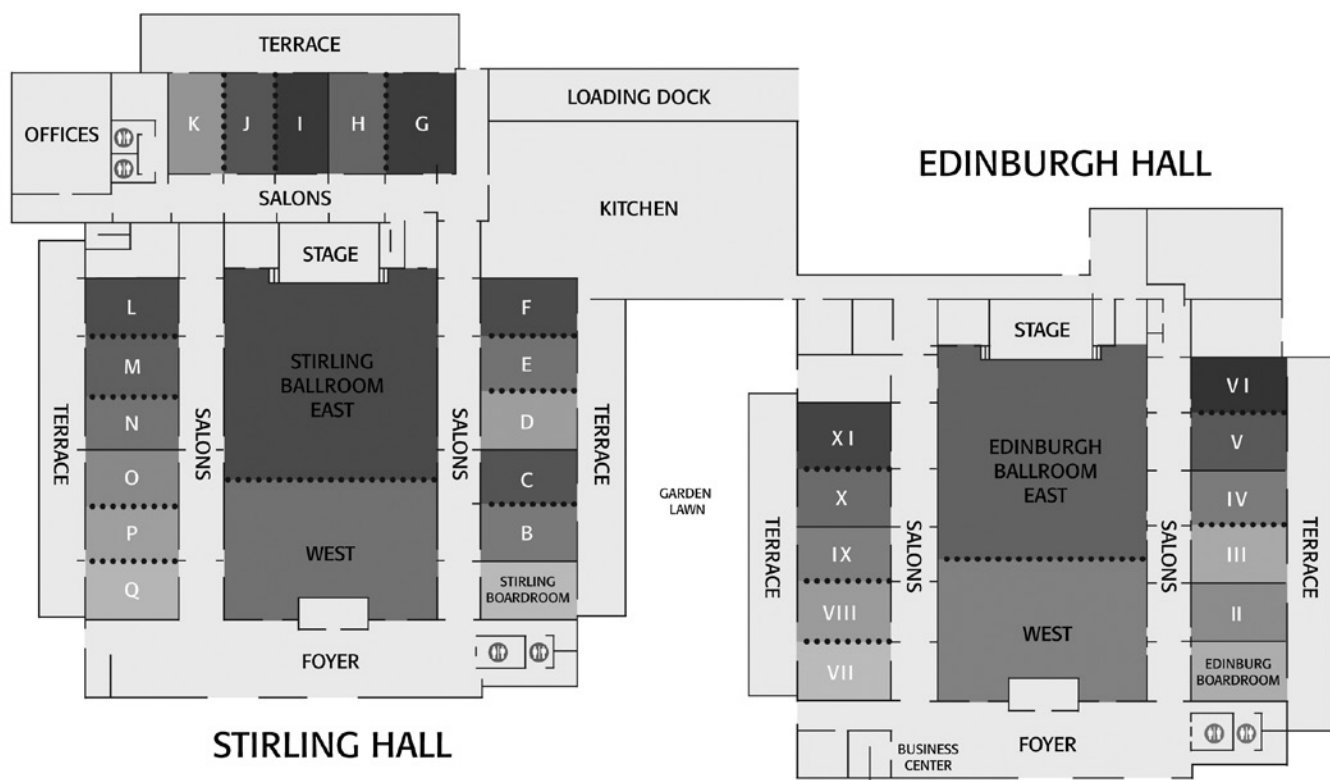 TERRACE
OFFICES
K
J
I
H
G
LOADING DOCK
SALONS
KITCHEN
EDINBURGH HALL
STAGE
L
M
N
O
P
Q
TERRACE
SALONS
STIRLING
BALLROOM
EAST
WEST
SALONS
F
E
D
C
B
STIRLING
BOARDROOM
TERRACE
FOYER
STIRLING HALL
GARDEN
LAWN
STAGE
TERRACE
XI
X
IX
VIII
VII
SALONS
EDINBURGH
BALLROOM
EAST
WEST
SALONS
VI
V
IV
III
II
EDINBURG
BOARDROOM
TERRACE
BUSINESS
CENTER
FOYER